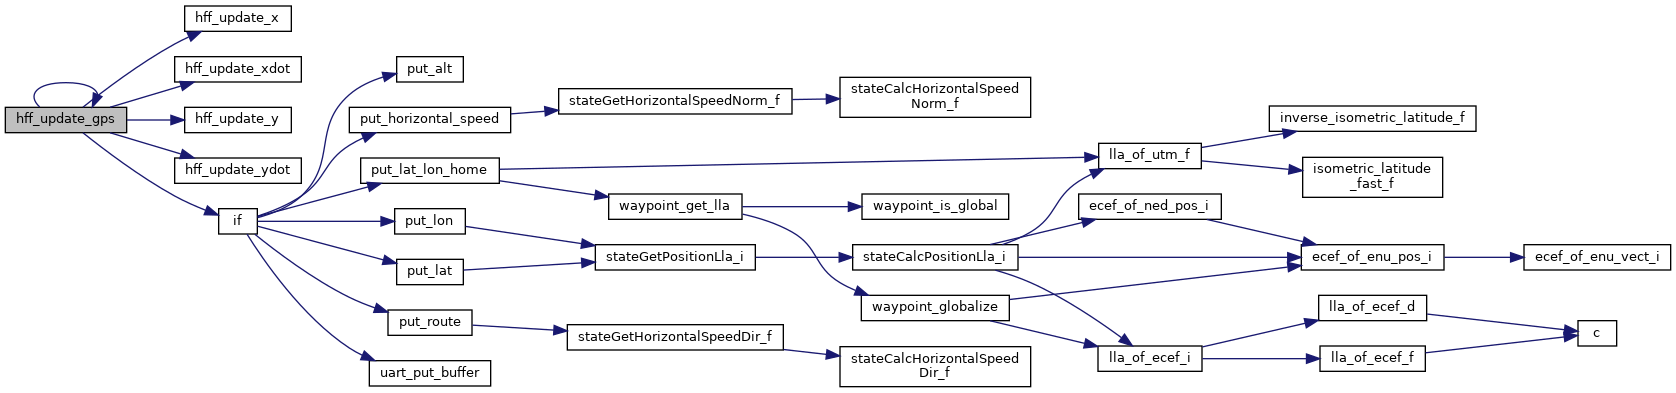 hff_update_gps
hff_update_x
hff_update_xdot
hff_update_y
hff_update_ydot
if
put_alt
put_horizontal_speed
put_lat_lon_home
put_lon
put_lat
put_route
uart_put_buffer
stateGetHorizontalSpeedNorm_f
waypoint_get_lla
stateGetPositionLla_i
stateGetHorizontalSpeedDir_f
stateCalcHorizontalSpeed
Norm_f
waypoint_is_global
stateCalcPositionLla_i
waypoint_globalize
stateCalcHorizontalSpeed
Dir_f
lla_of_utm_f
ecef_of_ned_pos_i
lla_of_ecef_i
inverse_isometric_latitude_f
isometric_latitude
_fast_f
ecef_of_enu_pos_i
lla_of_ecef_d
lla_of_ecef_f
ecef_of_enu_vect_i
c